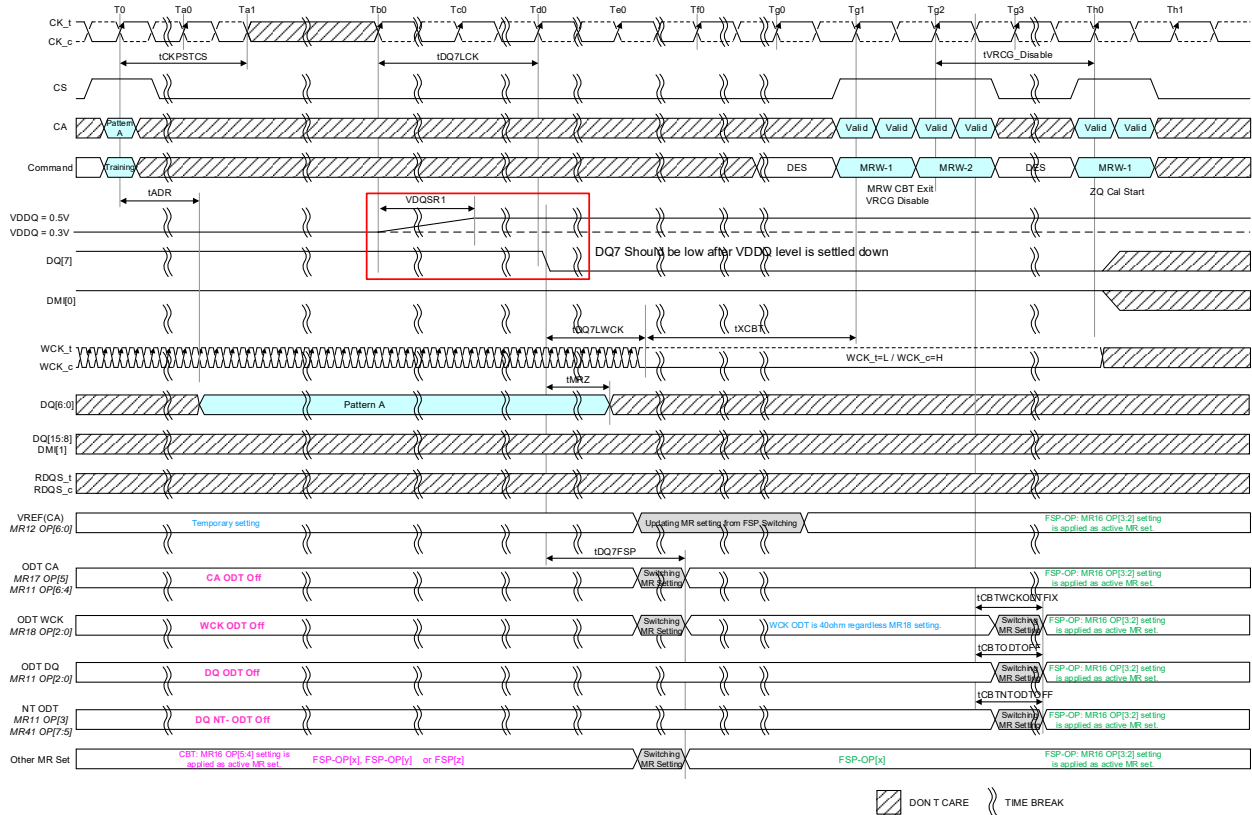 T0 Ta0 Ta1 Tb0 Tc0 Td0 Te0 Tf0 Tg0 Tg1 Tg2 Tg3 Th0 Th1
CK_t
CK_c
tCKPSTCS tDQ7LCK tVRCG_Disable
CS
CA Pattern A Valid Valid Valid Valid Valid Valid
Command Training DES MRW-1 MRW-2 DES MRW-1
MRW CBT Exit
VRCG Disable
ZQ Cal Start
tADR VDQSR1
VDDQ = 0.5V
VDDQ = 0.3V
DQ7 Should be low after VDDQ level is settled down
DQ[7]
DMI[0]
tDQ7LWCK tXCBT
WCK_t
WCK_c
WCK_t=L / WCK_c=H
tMRZ
DQ[6:0] Pattern A
DQ[15:8]
DMI[1]
RDQS_t
RDQS_c
VREF(CA)
MR12 OP[6:0]
Temporary setting
Updating MR setting from FSP Switching
FSP-OP: MR16 OP[3:2] setting
is applied as active MR set.
tDQ7FSP
ODT CA
MR17 OP[5]
MR11 OP[6:4]
CA ODT Off
Switching
MR Setting
FSP-OP: MR16 OP[3:2] setting
is applied as active MR set.
tCBTWCKODTFIX
ODT WCK
MR18 OP[2:0]
WCK ODT Off
Switching
MR Setting
WCK ODT is 40ohm regardless MR18 setting.
Switching
MR Setting
FSP-OP: MR16 OP[3:2] setting
is applied as active MR set.
tCBTODTOFF
ODT DQ
MR11 OP[2:0]
DQ ODT Off
Switching
MR Setting
FSP-OP: MR16 OP[3:2] setting
is applied as active MR set.
tCBTNTODTOFF
NT ODT
MR11 OP[3]
MR41 OP[7:5]
DQ NT- ODT Off
Switching
MR Setting
FSP-OP: MR16 OP[3:2] setting
is applied as active MR set.
Other MR Set
CBT: MR16 OP[5:4] setting is
applied as active MR set.
FSP-OP[x], FSP-OP[y] or FSP[z]
Switching
MR Setting
FSP-OP[x]
FSP-OP: MR16 OP[3:2] setting
is applied as active MR set.
DON T CARE TIME BREAK